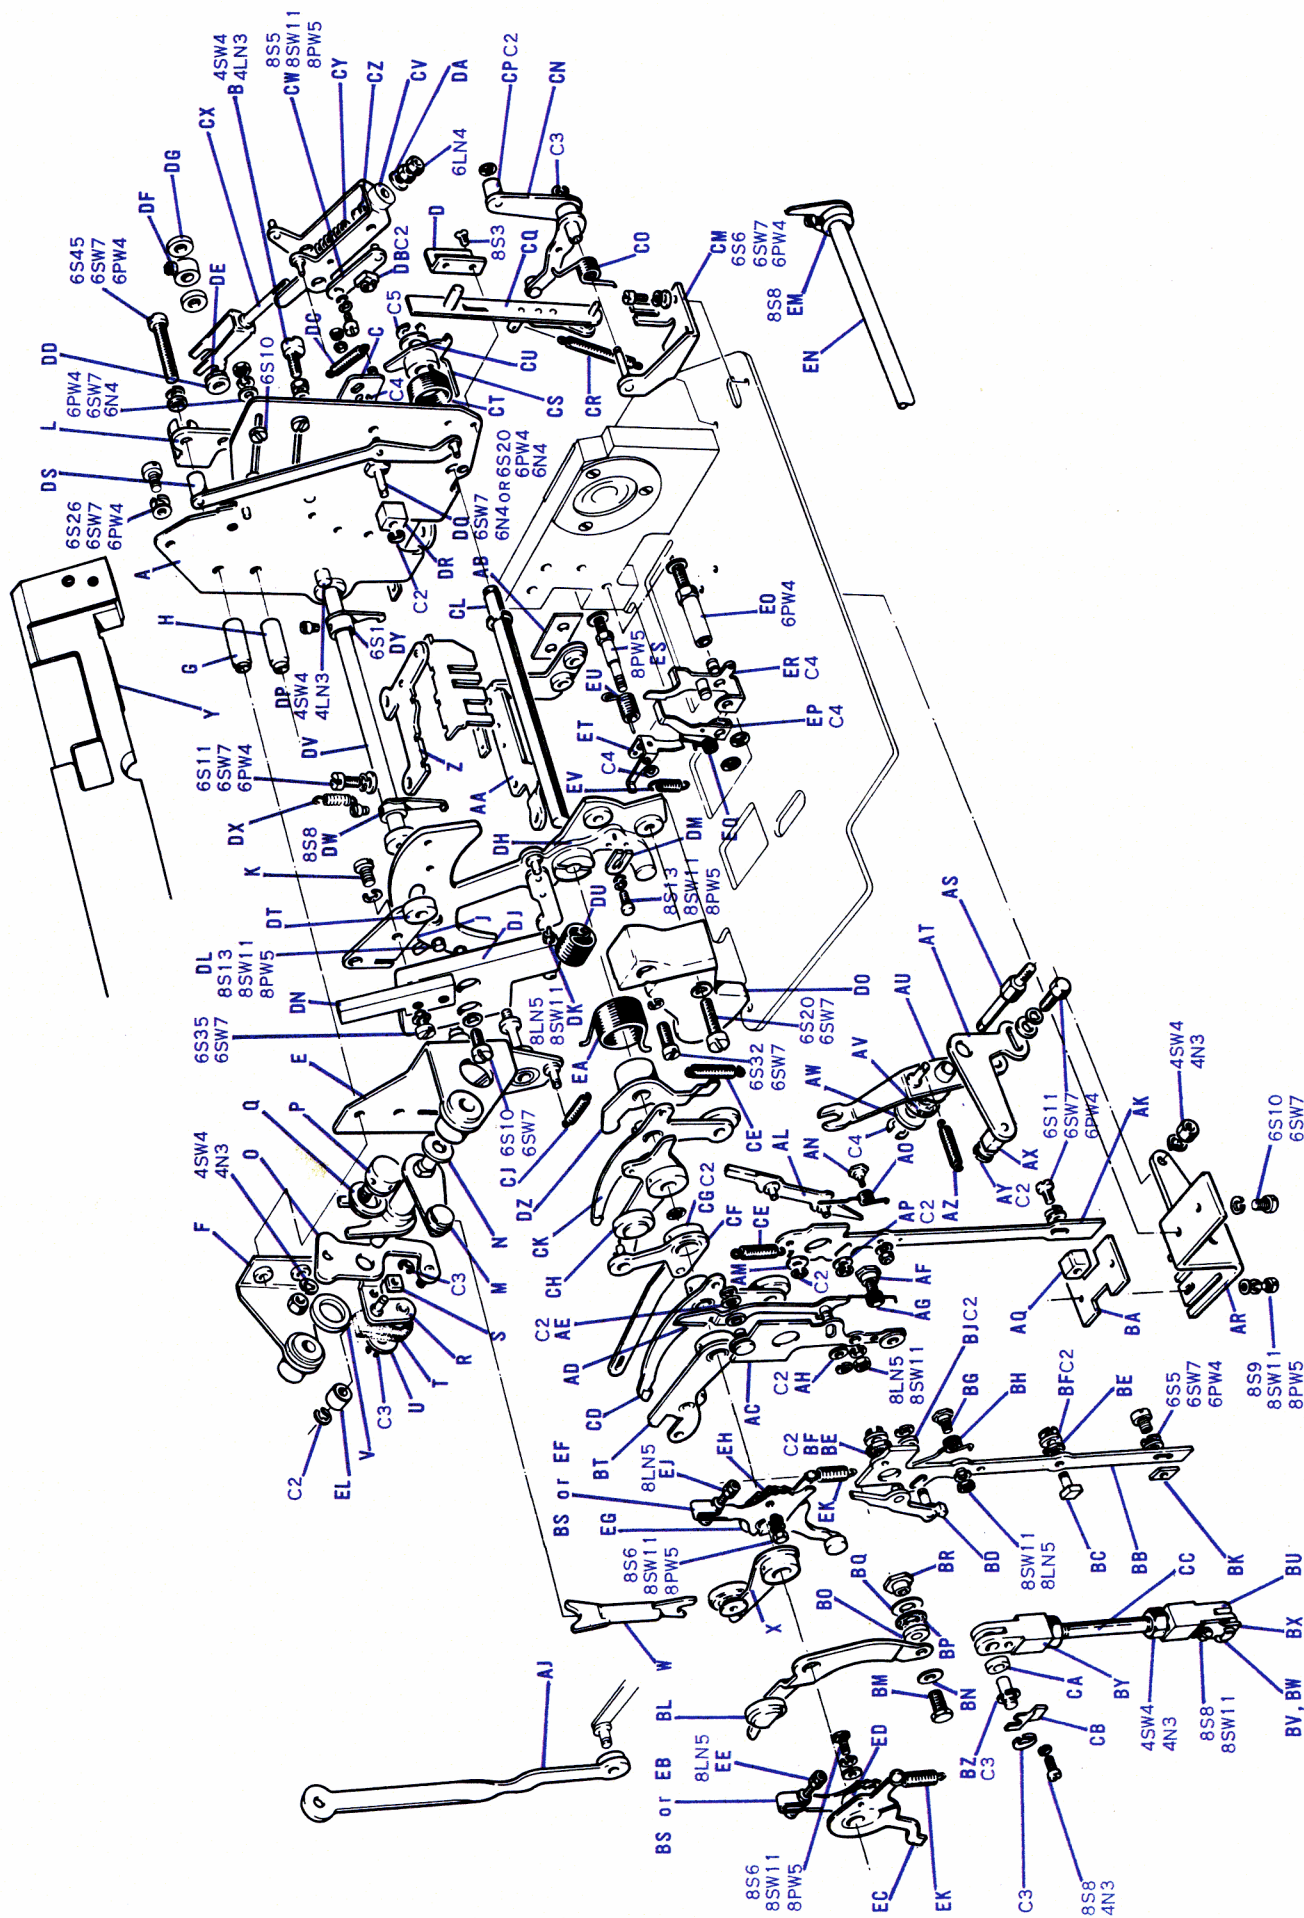 G
H
Y
A
6S26
6SW7
6PW4
DS
L
6PW4
6SW7
6N4
DD
6S45
6SW7
6PW4
DE
DF
DG
CX
4SW4
B 4LN3
8S5
CW 8SW11
8PW5
CY
CZ
CV
DA
6LN4
6S10
DC
C
C4
DB C2
C5
D
8S3
CP C2
CN
C3
CQ
CO
CM
6S6
6SW7
6PW4
CU
CS
CT
CR
8S8
EM
EN
DP
4SW4
4LN3
DV
6S1
DY
C2
DR
DQ
6SW7
6N4 OR 6S20
6PW4
6N4
CL
AB
6S11
6SW7
6PW4
DX
8S8
DW
Z
AA
K
DH
EU
8PW5
ES
EO
6PW4
ER
C4
EP
C4
ET
C4
EV
EQ
DM
8S13
8SW11
8PW5
DT
J
DJ
DU
DL
8S13
8SW11
8PW5
DN
6S35
6SW7
8LN5
8SW11
DK
DO
6S20
6SW7
6S32
6SW7
EA
E
Q
P
4SW4
4N3
O
F
6S10
6SW7
CJ
DZ
CK
CE
N
M
C3
S
R
T
U
C3
V
EL
C2
CH
CG C2
CF
CE
AL
AN
C4
AO
AW
AV
AU
AT
AS
AZ
AY
C2
AX
6S11
6SW7
6PW4
AK
4SW4
4N3
6S10
6SW7
AM
C2
AP
C2
AF
AG
AQ
BA
AR
8S9
8SW11
8PW5
C2
AE
AD
CD
BT
AC
C2
AH
8LN5
8SW11
BJ C2
BG
BH
BF C2
BE
6S5
6SW7
6PW4
BS or EF
8LN5
EJ
EH
EG
EK
C2
BF
BE
8S6
8SW11
8PW5
X
W
BD
8SW11
8LN5
BC
BB
BK
AJ
BL
BO
BQ
BR
BP
BM
BN
CC
BU
BX
BV, BW
8S8
8SW11
4SW4
4N3
BY
CA
CB
BZ
C3
C3
8S8
4N3
BS or EB
8LN5
EE
ED
8S6
8SW11
8PW5
EC
EK